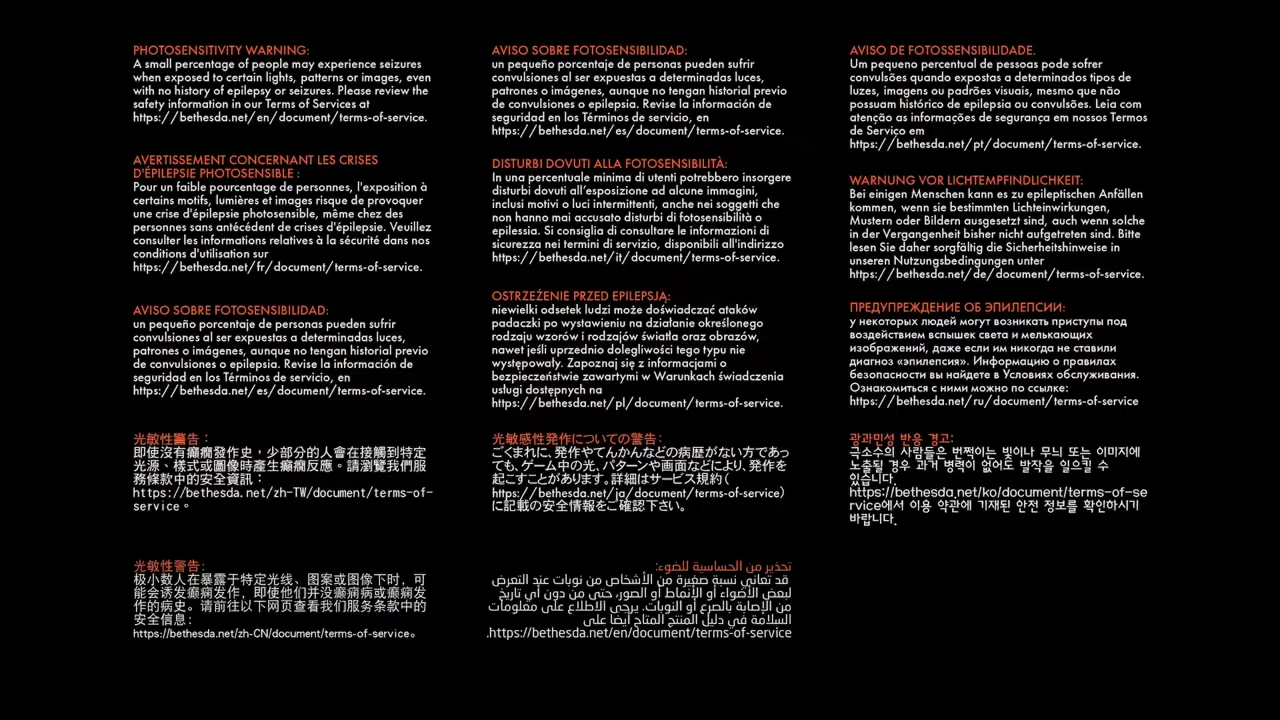 PHOTOSENSITIVITY WARNING:
A small percentage of people may experience seizures
when exposed to certain lights, patterns or images, even
with no history of epilepsy or seizures. Please review the
safety information in our Terms of Services at
https://bethesda.net/en/document/terms-of-service.
AVISO SOBRE FOTOSENSIBILIDAD:
un pequeño porcentaje de personas pueden sufrir
convulsiones al ser expuestas a determinadas luces,
patrones o imágenes, aunque no tengan historial previo
de convulsiones o epilepsia. Revise la información de
seguridad en los Términos de servicio, en
https://bethesda.net/es/document/terms-of-service.
AVISO DE FOTOSSENSIBILIDADE.
Um pequeno percentual de pessoas pode sofrer
convulsões quando expostas a determinados tipos de
luzes, imagens ou padrões visuais, mesmo que não
possuam histórico de epilepsia ou convulsões. Leia com
atenção as informações de segurança em nossos Termos
de Serviço em
https://bethesda.net/pt/document/terms-of-service.
AVERTISSEMENT CONCERNANT LES CRISES
D'ÉPILEPSIE PHOTOSENSIBLE :
Pour un faible pourcentage de personnes, l'exposition à
certains motifs, lumières et images risque de provoquer
une crise d'épilepsie photosensible, même chez des
personnes sans antécédent de crises d'épilepsie. Veuillez
consulter les informations relatives à la sécurité dans nos
conditions d'utilisation sur
https://bethesda.net/fr/document/terms-of-service.
DISTURBI DOVUTI ALLA FOTOSENSIBILITÀ:
In una percentuale minima di utenti potrebbero insorgere
disturbi dovuti all’esposizione ad alcune immagini,
inclusi motivi o luci intermittenti, anche nei soggetti che
non hanno mai accusato disturbi di fotosensibilità o
epilessia. Si consiglia di consultare le informazioni di
sicurezza nei termini di servizio, disponibili all'indirizzo
https://bethesda.net/it/document/terms-of-service.
WARNUNG VOR LICHTEMPFINDLICHKEIT:
Bei einigen Menschen kann es zu epileptischen Anfällen
kommen, wenn sie bestimmten Lichteinwirkungen,
Mustern oder Bildern ausgesetzt sind, auch wenn solche
in der Vergangenheit bisher nicht aufgetreten sind. Bitte
lesen Sie daher sorgfältig die Sicherheitshinweise in
unseren Nutzungsbedingungen unter
https://bethesda.net/de/document/terms-of-service.
AVISO SOBRE FOTOSENSIBILIDAD:
un pequeño porcentaje de personas pueden sufrir
convulsiones al ser expuestas a determinadas luces,
patrones o imágenes, aunque no tengan historial previo
de convulsiones o epilepsia. Revise la información de
seguridad en los Términos de servicio, en
https://bethesda.net/es/document/terms-of-service.
OSTRZEŻENIE PRZED EPILEPSJĄ:
niewielki odsetek ludzi może doświadczać ataków
padaczki po wystawieniu na działanie określonego
rodzaju wzorów i rodzajów światła oraz obrazów,
nawet jeśli uprzednio dolegliwości tego typu nie
występowały. Zapoznaj się z informacjami o
bezpieczeństwie zawartymi w Warunkach świadczenia
usługi dostępnych na
https://bethesda.net/pl/document/terms-of-service.
ПРЕДУПРЕЖДЕНИЕ ОБ ЭПИЛЕПСИИ:
у некоторых людей могут возникать приступы под
воздействием вспышек света и мелькающих
изображений, даже если им никогда не ставили
диагноз «эпилепсия». Информацию о правилах
безопасности вы найдете в Условиях обслуживания.
Ознакомиться с ними можно по ссылке:
https://bethesda.net/ru/document/terms-of-service
光敏性警告：
即使沒有癲癇發作史，少部分的人會在接觸到特定
光源、樣式或圖像時產生癲癇反應。請瀏覽我們服
務條款中的安全資訊：
https://bethesda.net/zh-TW/document/terms-of-
service。
光敏感性発作についての警告：
ごくまれに、発作やてんかんなどの病歴がない方であっ
ても、ゲーム中の光、パターンや画面などにより、発作を
起こすことがあります。詳細はサービス規約（
https://bethesda.net/ja/document/terms-of-service）
に記載の安全情報をご確認下さい。
광과민성 반응 경고:
극소수의 사람들은 번쩍이는 빛이나 무늬 또는 이미지에
노출될 경우 과거 병력이 없어도 발작을 일으킬 수
있습니다.
https://bethesda.net/ko/document/terms-of-se
rvice에서 이용 약관에 기재된 안전 정보를 확인하시기
바랍니다.
光敏性警告：
极小数人在暴露于特定光线、图案或图像下时，可
能会诱发癫痫发作，即使他们并没癫痫病或癫痫发
作的病史。请前往以下网页查看我们服务条款中的
安全信息：
https://bethesda.net/zh-CN/document/terms-of-service。
تحذير من الحساسية للضوء:
قد تعاني نسبة صغيرة من الأشخاص من نوبات عند التعرض
لبعض الأضواء أو الأنماط أو الصور، حتى من دون أي تاريخ
من الإصابة بالصرع أو النوبات. يرجى الاطلاع على معلومات
السلامة في دليل المنتج المتاح أيضا على
https://bethesda.net/en/document/terms-of-service.